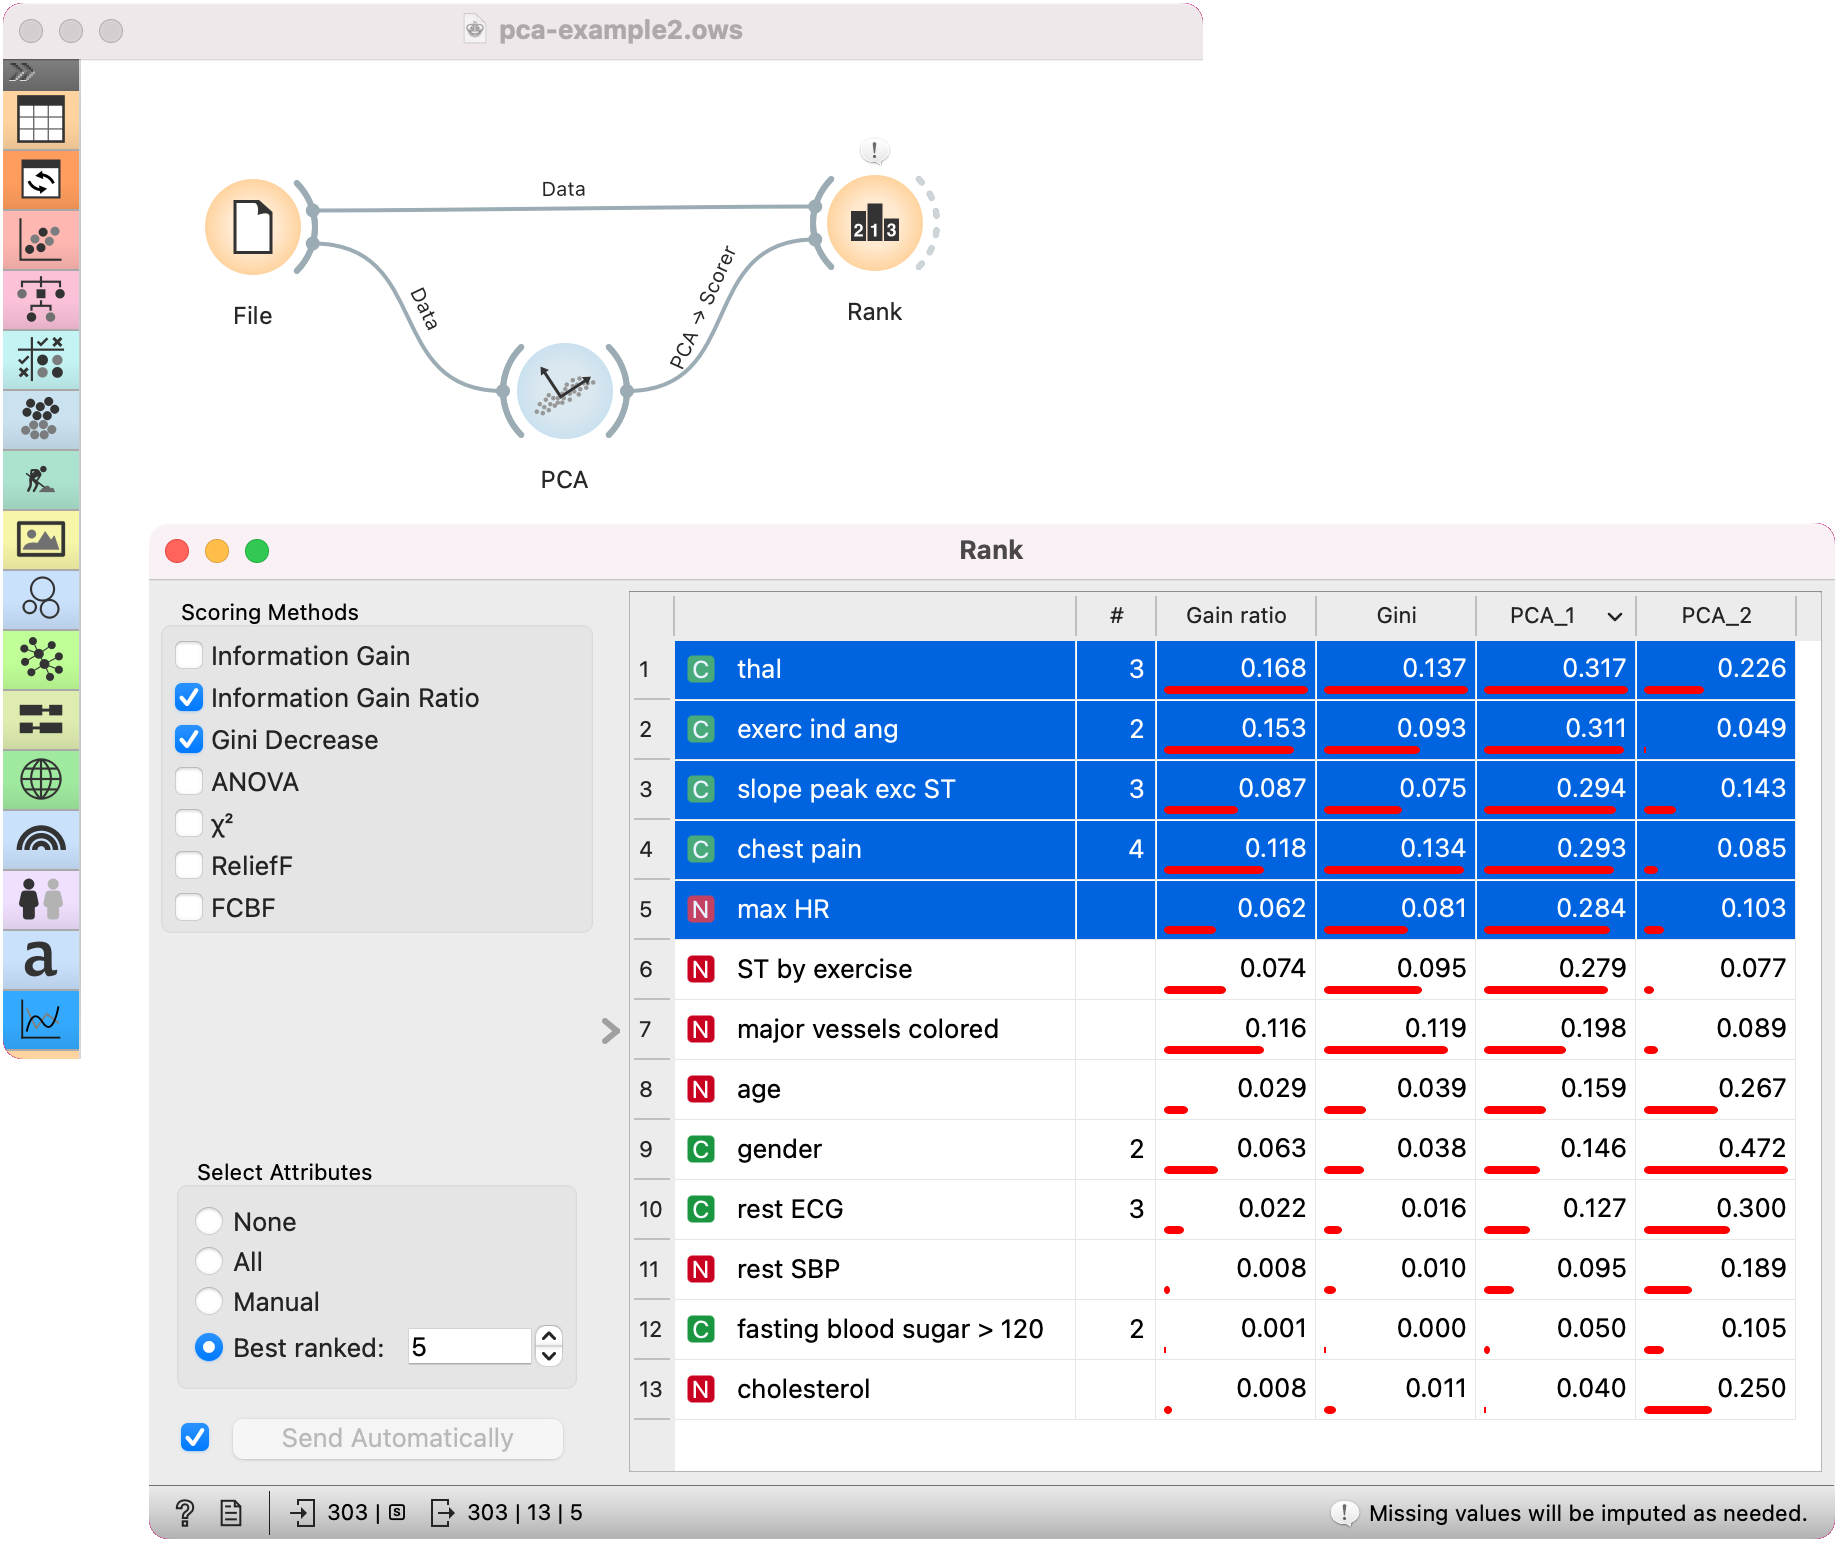 pca-example2.ows
Data
File
Data
PCA → Scorer
2 1 3
Rank
PCA
a
Rank
Scoring Methods
Information Gain
Information Gain Ratio
Gini Decrease
ANOVA
χ²
ReliefF
FCBF
Select Attributes
None
All
Manual
Best ranked: 5
Send Automatically
# Gain ratio Gini PCA_1 PCA_2
1 C thal 3 0.168 0.137 0.317 0.226
2 C exerc ind ang 2 0.153 0.093 0.311 0.049
3 C slope peak exc ST 3 0.087 0.075 0.294 0.143
4 C chest pain 4 0.118 0.134 0.293 0.085
5 N max HR 0.062 0.081 0.284 0.103
6 N ST by exercise 0.074 0.095 0.279 0.077
7 N major vessels colored 0.116 0.119 0.198 0.089
8 N age 0.029 0.039 0.159 0.267
9 C gender 2 0.063 0.038 0.146 0.472
10 C rest ECG 3 0.022 0.016 0.127 0.300
11 N rest SBP 0.008 0.010 0.095 0.189
12 C fasting blood sugar > 120 2 0.001 0.000 0.050 0.105
13 N cholesterol 0.008 0.011 0.040 0.250
? 303 | S 303 | 13 | 5
! Missing values will be imputed as needed.